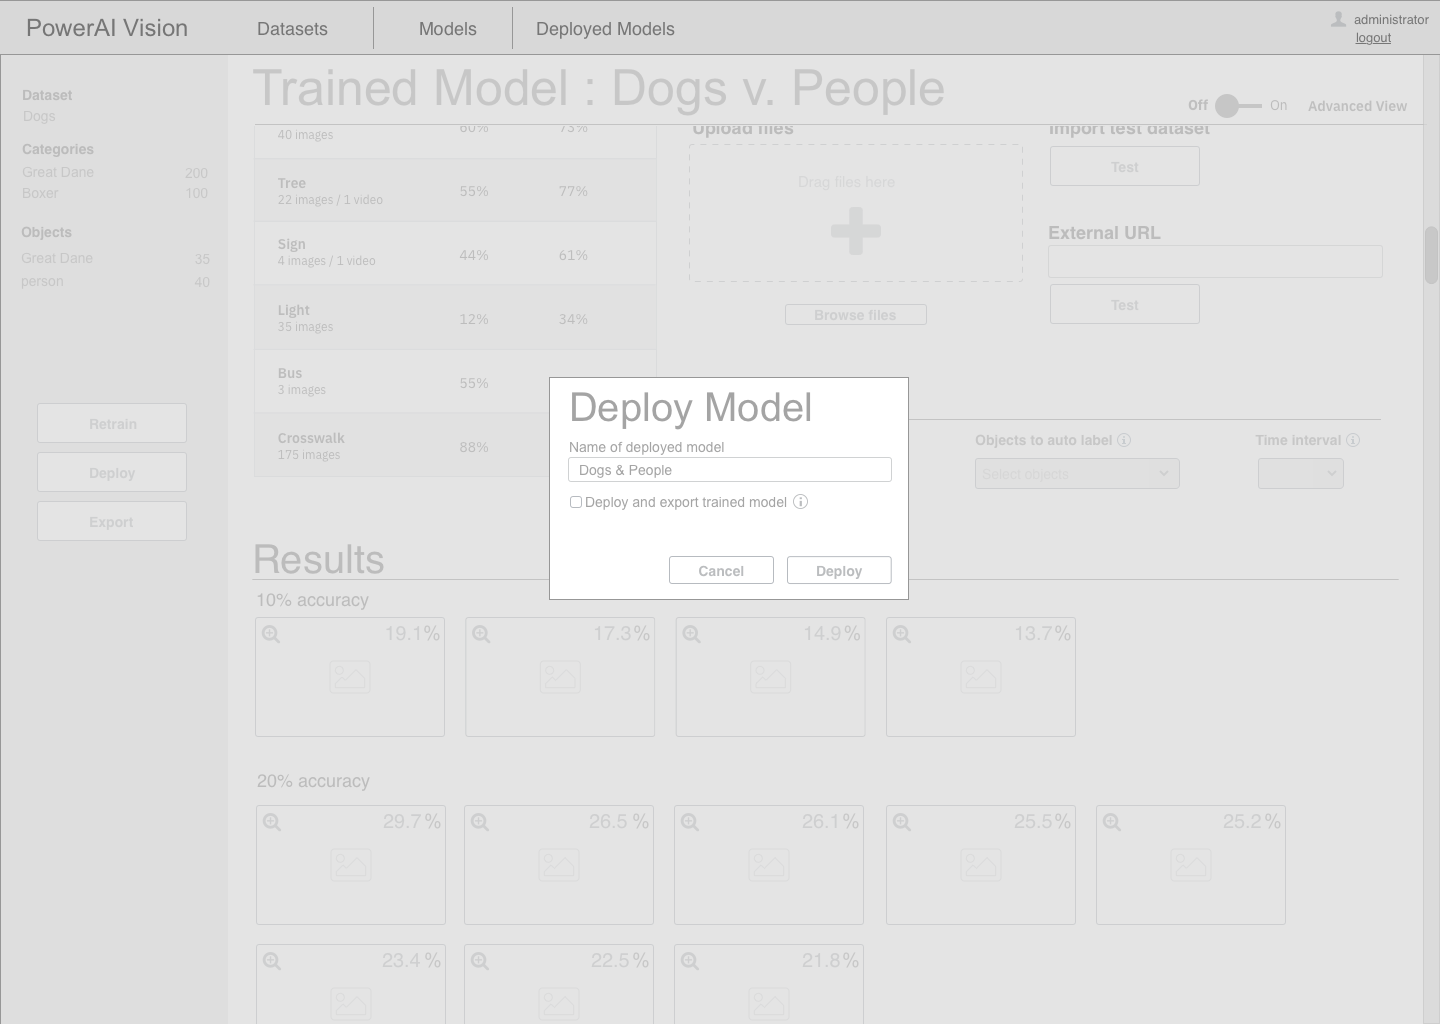 PowerAI Vision
Datasets
Models
Deployed Models
administrator
logout
Dataset
Dogs
Categories
Great Dane 200
Boxer 100
Objects
Great Dane 35
person 40
Retrain
Deploy
Export
Trained Model : Dogs v. People
Off On Advanced View
40 images 60% 73%
Tree
22 images / 1 video 55% 77%
Sign
4 images / 1 video 44% 61%
Light
35 images 12% 34%
Bus
3 images 55%
Crosswalk
175 images 88%
Upload files
Drag files here
Browse files
Import test dataset
Test
External URL
Test
Objects to auto label
Select objects
Time interval
Deploy Model
Name of deployed model
Dogs & People
Deploy and export trained model
Cancel Deploy
Results
10% accuracy
19.1% 17.3% 14.9% 13.7%
20% accuracy
29.7% 26.5% 26.1% 25.5% 25.2%
23.4% 22.5% 21.8%